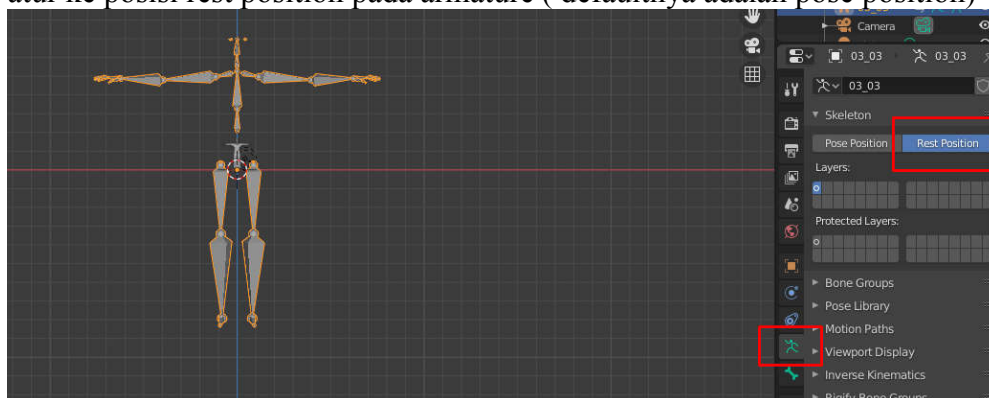 atur ke posisi rest position pada armature ( defaultnya adalah pose position)
Camera
03_03 03_03
03_03
Skeleton
Pose Position Rest Position
Layers:
Protected Layers:
Bone Groups
Pose Library
Motion Paths
Viewport Display
Inverse Kinematics
Rigify Bone Groups